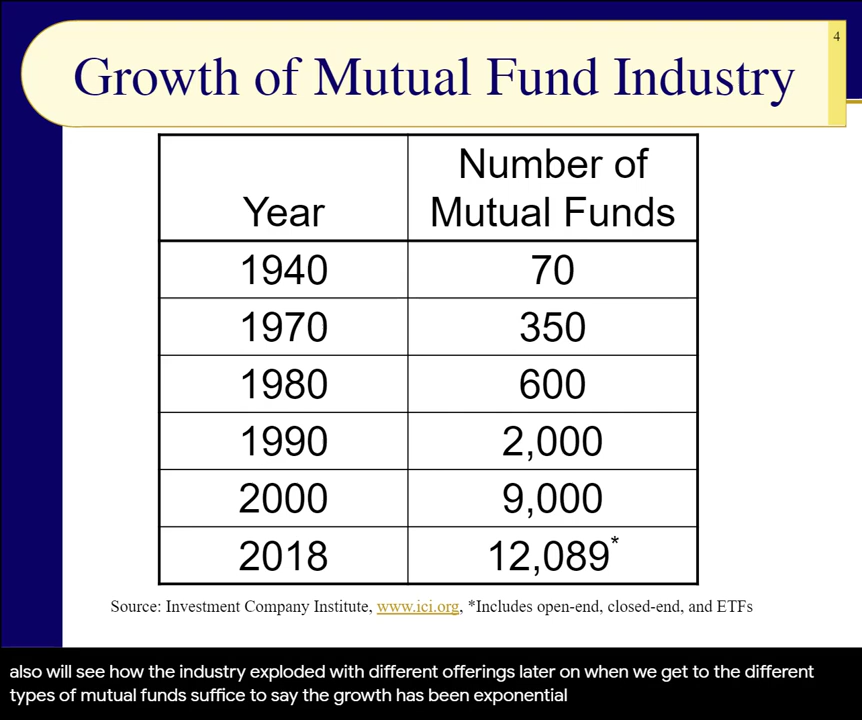 4
Growth of Mutual Fund Industry
Number of
Year Mutual Funds
1940 70
1970 350
1980 600
1990 2,000
2000 9,000
2018 12,089*
Source: Investment Company Institute, www.ici.org, *Includes open-end, closed-end, and ETFs
also will see how the industry exploded with different offerings later on when we get to the different
types of mutual funds suffice to say the growth has been exponential